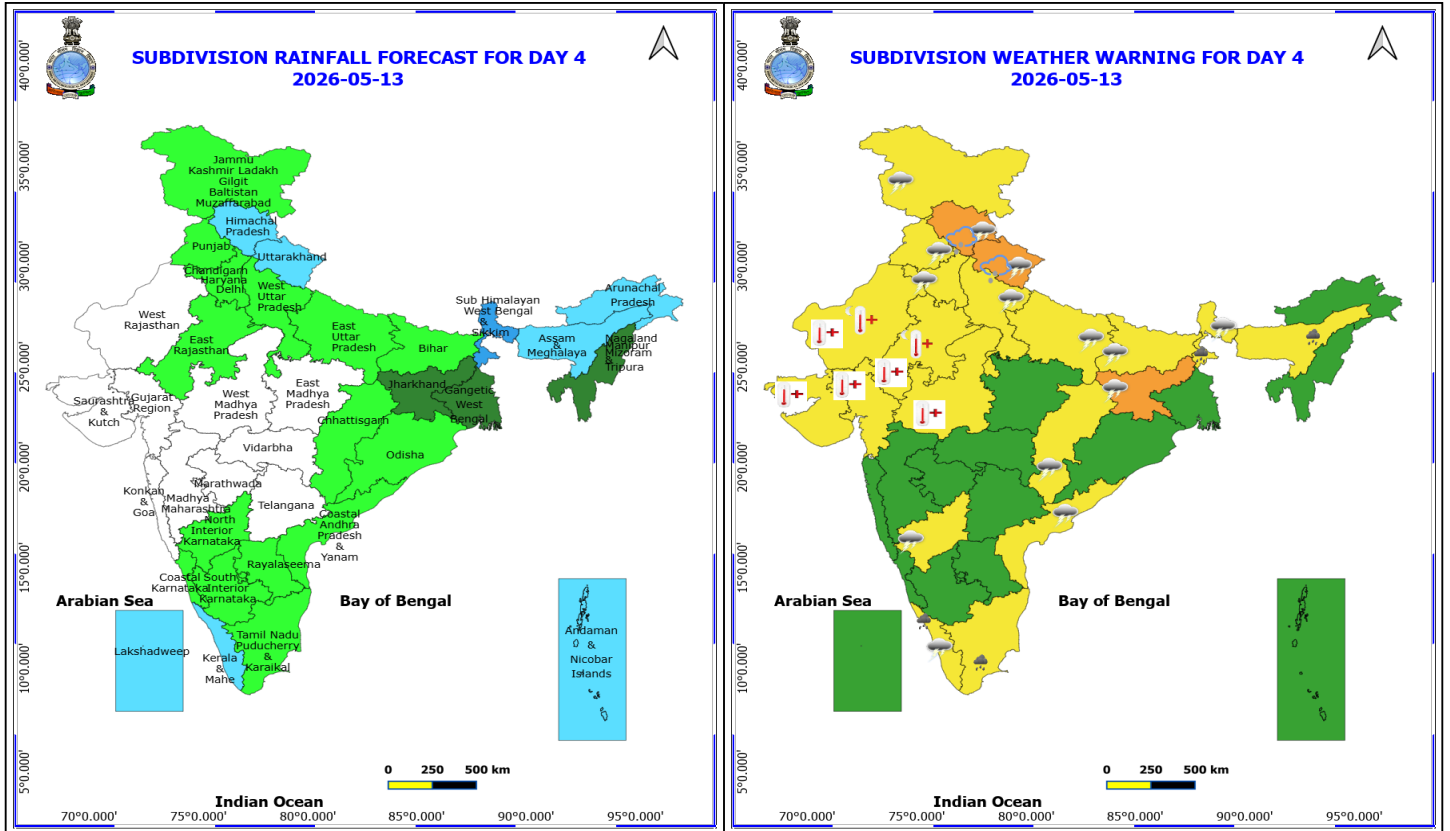 SUBDIVISION RAINFALL FORECAST FOR DAY 4
2026-05-13
40°0.000'
35°0.000'
30°0.000'
25°0.000'
20°0.000'
15°0.000'
10°0.000'
5°0.000'
Jammu
Kashmir Ladakh
Gilgit
Baltistan
Muzaffarabad
Himachal
Pradesh
Punjab
Uttarakhand
Chandigarh
Haryana
Delhi
West
Uttar
Pradesh
West
Rajasthan
East
Rajasthan
East
Uttar
Pradesh
Bihar
Sub Himalayan
West Bengal
&
Sikkim
Arunachal
Pradesh
Assam
&
Meghalaya
Nagaland
Manipur
Mizoram
&
Tripura
Jharkhand
Gangetic
West
Bengal
Saurashtra
&
Kutch
Gujarat
Region
West
Madhya
Pradesh
East
Madhya
Pradesh
Chhattisgarh
Odisha
Vidarbha
Konkan
&
Goa
Madhya
Maharashtra
Marathwada
Telangana
North
Interior
Karnataka
Coastal
Andhra
Pradesh
&
Yanam
Rayalaseema
Coastal
Karnataka
South
Interior
Karnataka
Arabian Sea
Bay of Bengal
Lakshadweep
Kerala
&
Mahe
Tamil Nadu
Puducherry
&
Karaikal
Andaman
&
Nicobar
Islands
0 250 500 km
Indian Ocean
70°0.000' 75°0.000' 80°0.000' 85°0.000' 90°0.000' 95°0.000'
SUBDIVISION WEATHER WARNING FOR DAY 4
2026-05-13
40°0.000'
35°0.000'
30°0.000'
25°0.000'
20°0.000'
15°0.000'
10°0.000'
5°0.000'
Arabian Sea
Bay of Bengal
0 250 500 km
Indian Ocean
70°0.000' 75°0.000' 80°0.000' 85°0.000' 90°0.000' 95°0.000'